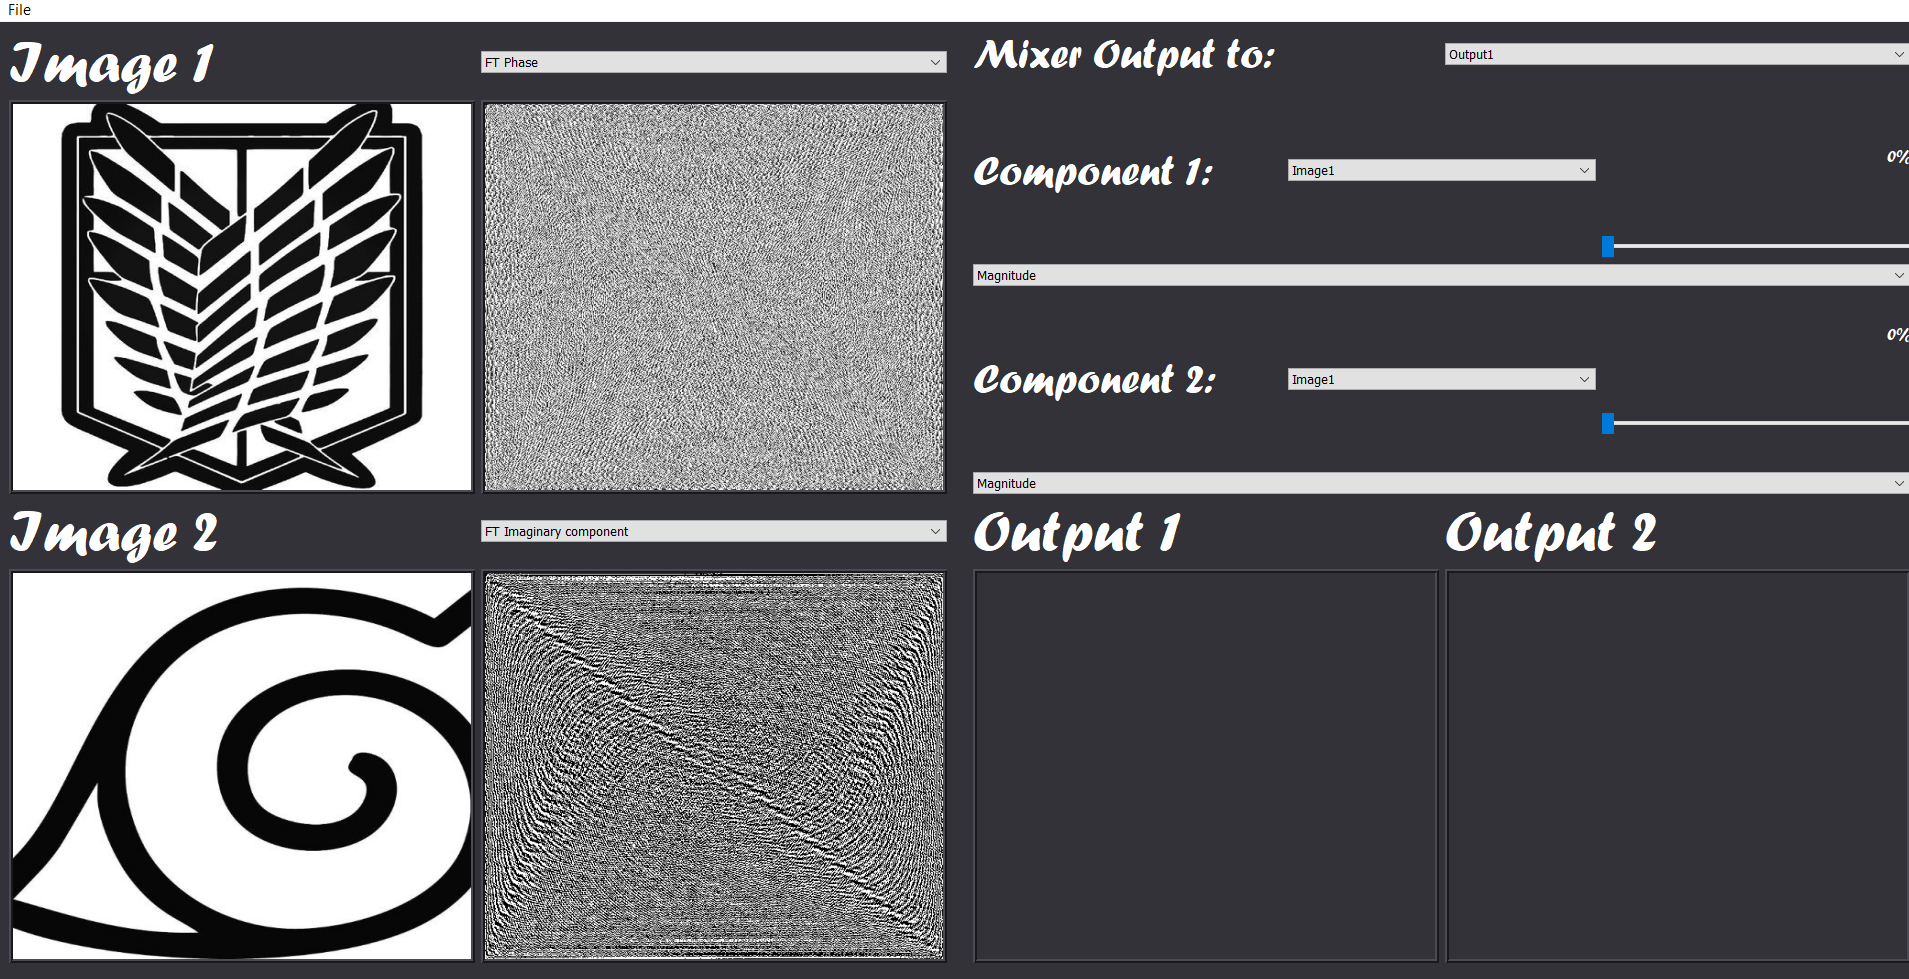 File
Image 1
FT Phase
Mixer Output to:
Output1
Component 1:
Image1
0%
Magnitude
0%
Component 2:
Image1
Magnitude
Image 2
FT Imaginary component
Output 1
Output 2